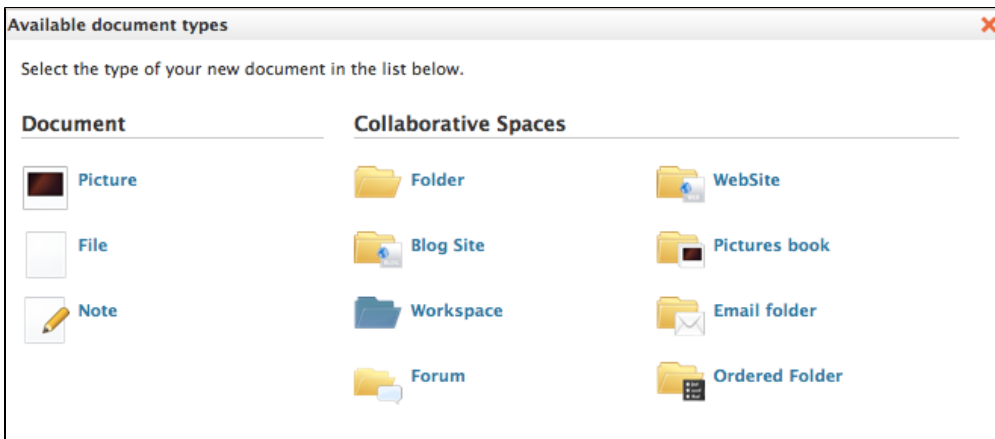 Available document types
Select the type of your new document in the list below.
Document
Collaborative Spaces
Picture
Folder
WebSite
File
Blog Site
Pictures book
Note
Workspace
Email folder
Forum
Ordered Folder